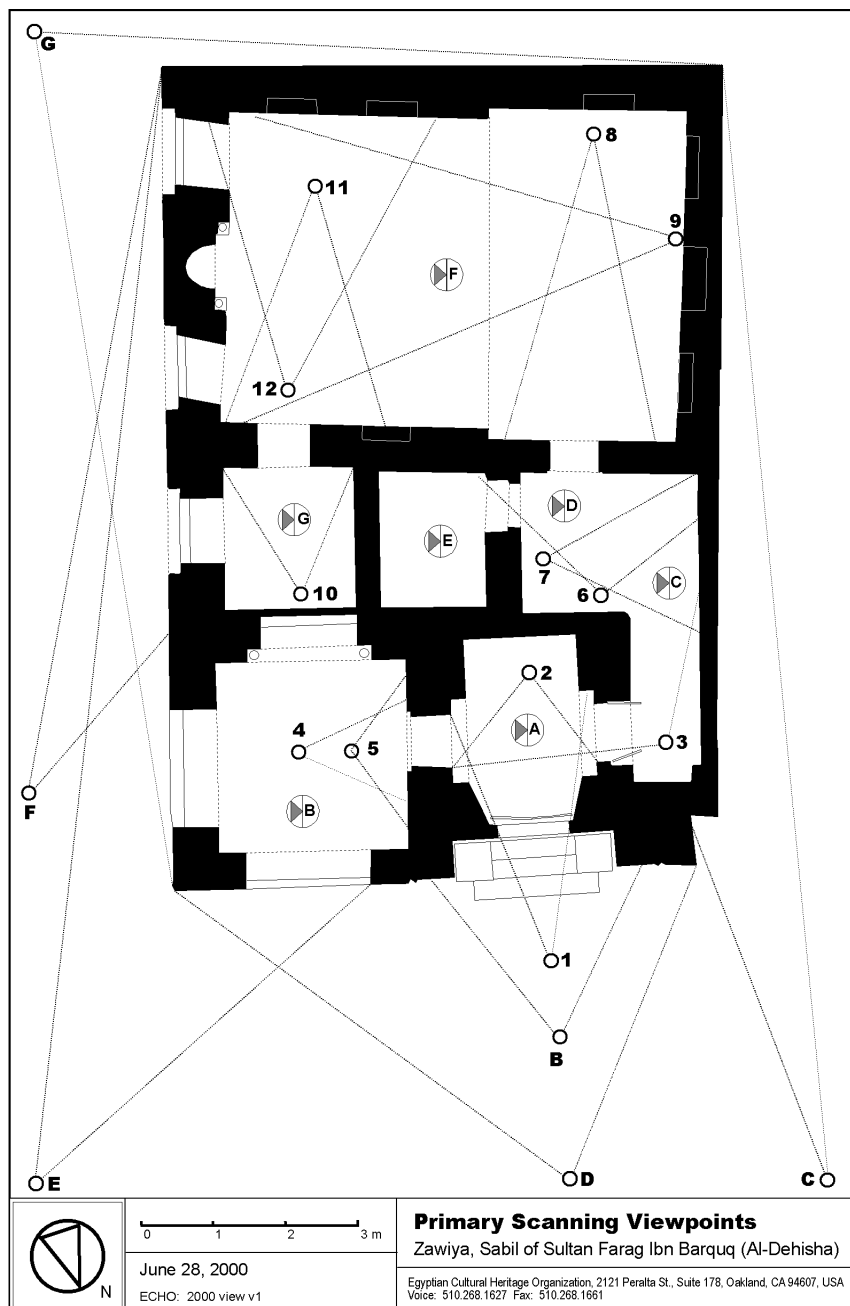 G
8
11
9
F
12
D
G
E
7
C
6
10
2
A
4
5
3
B
F
1
B
E
D
C
N
0 1 2 3 m
June 28, 2000
ECHO: 2000 view v1
Primary Scanning Viewpoints
Zawiya, Sabil of Sultan Farag Ibn Barquq (Al-Dehisha)
Egyptian Cultural Heritage Organization, 2121 Peralta St., Suite 178, Oakland, CA 94607, USA
Voice: 510.268.1627 Fax: 510.268.1661